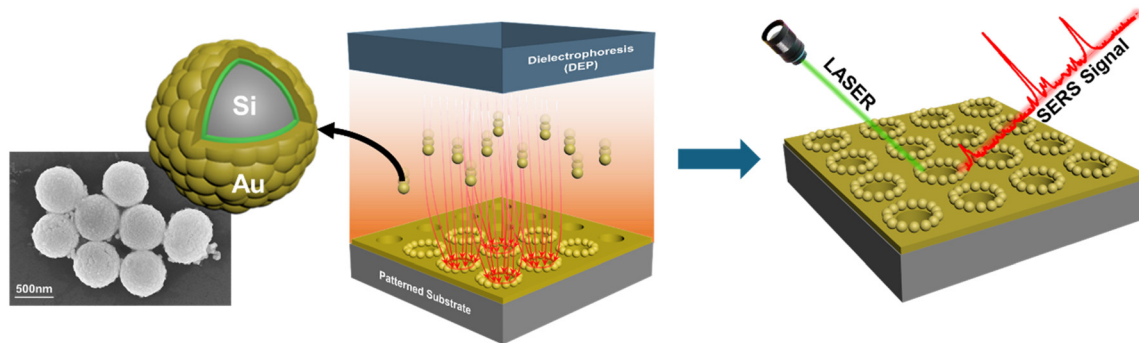 Si
Au
500nm
Dielectrophoresis
(DEP)
Patterned Substrate
LASER
SERS Signal